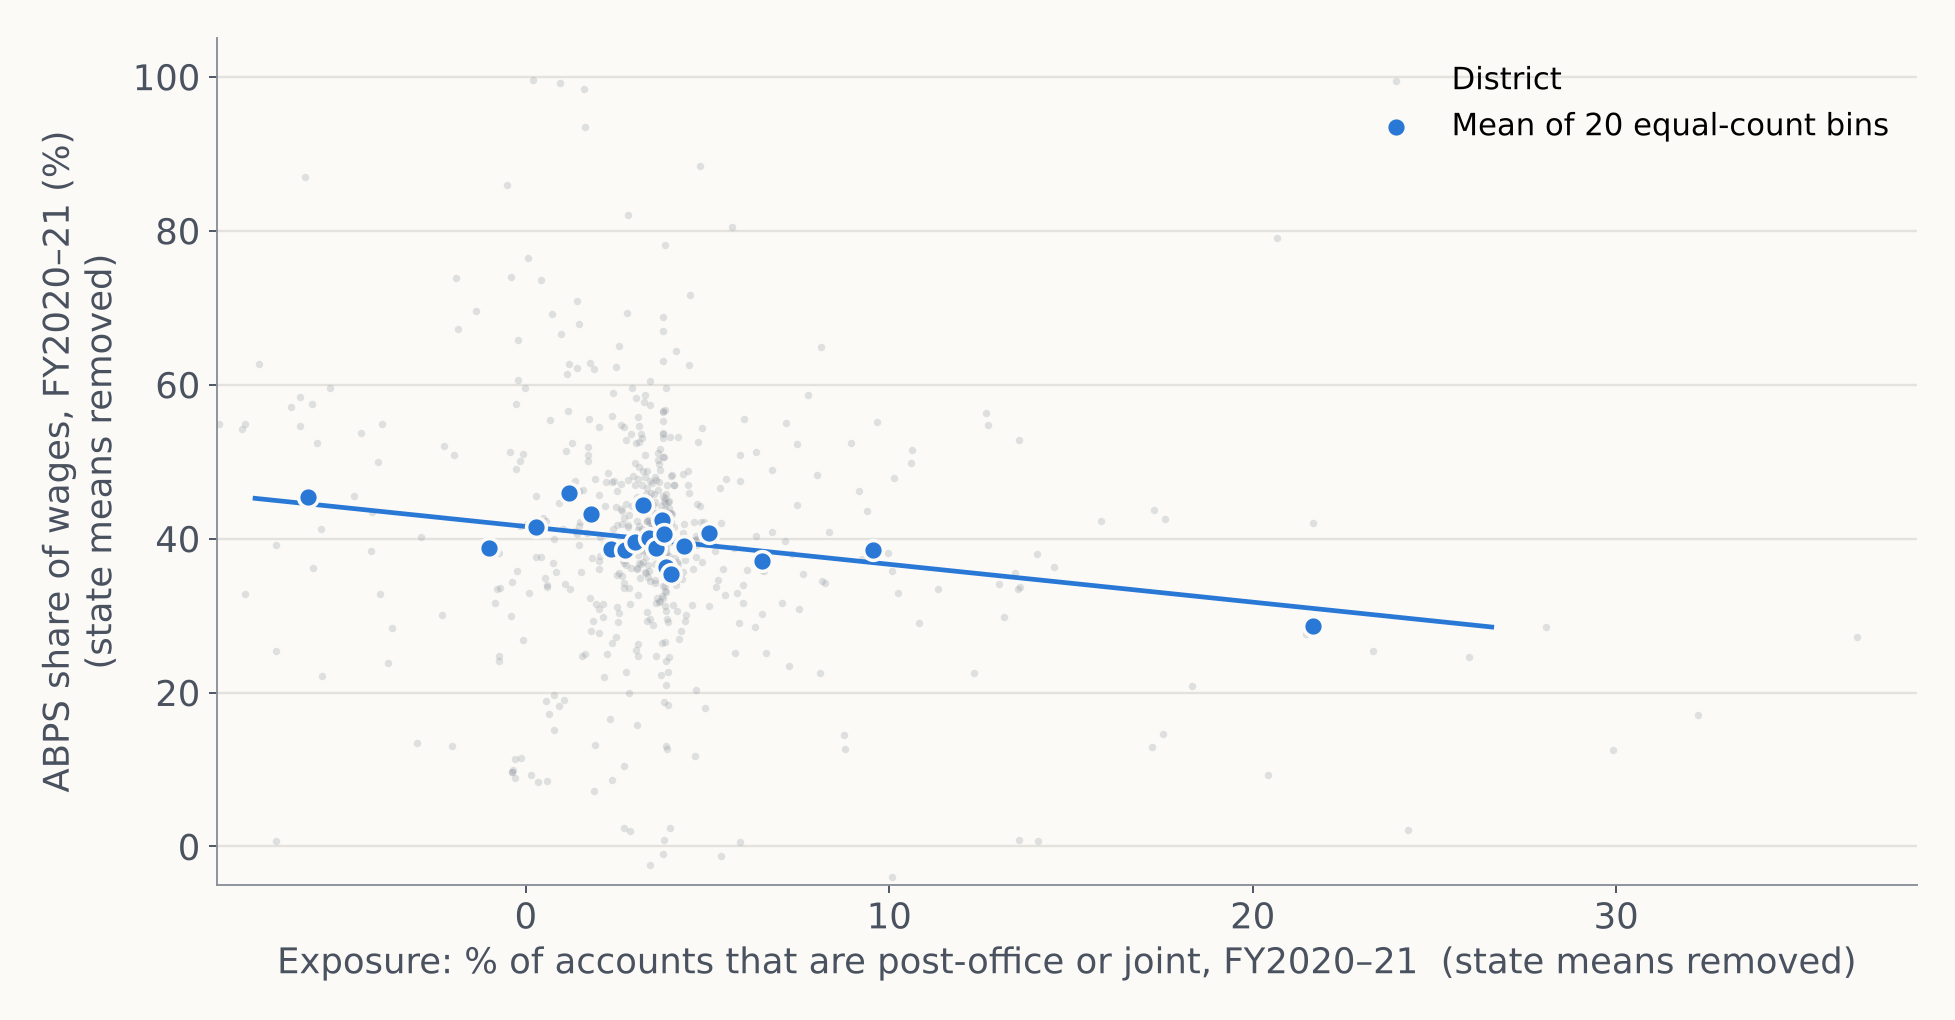 ABPS share of wages, FY2020–21 (%)
(state means removed)
100
80
60
40
20
0
District
Mean of 20 equal-count bins
0
10
20
30
Exposure: % of accounts that are post-office or joint, FY2020–21 (state means removed)